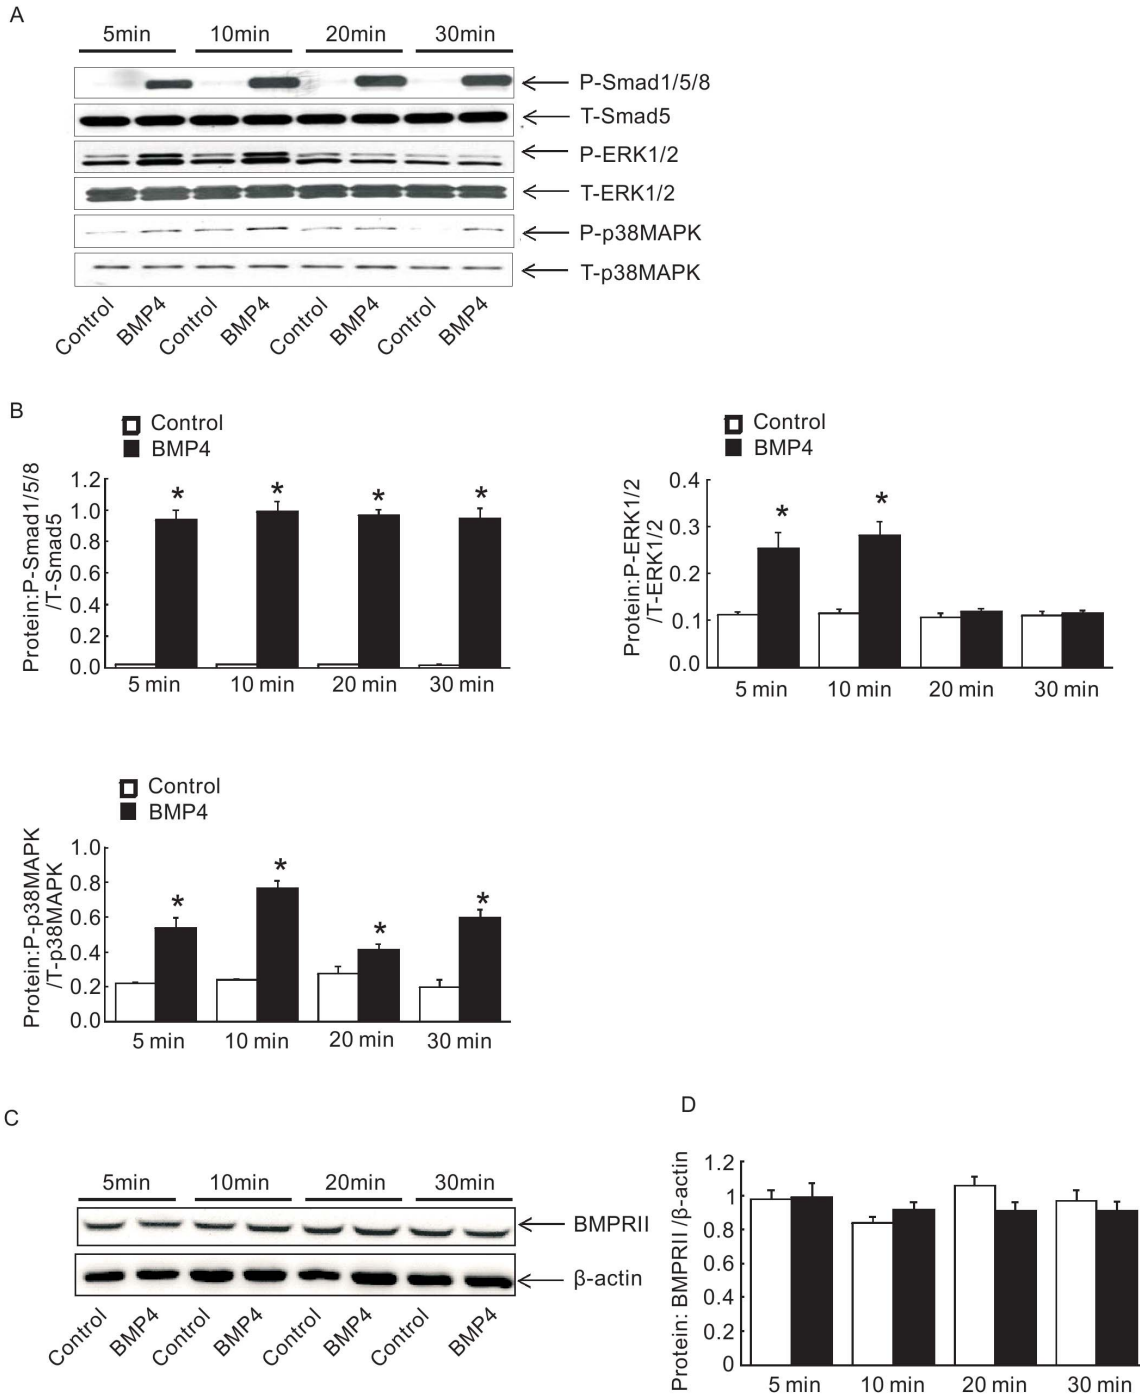 A
5min 10min 20min 30min
P-Smad1/5/8
T-Smad5
P-ERK1/2
T-ERK1/2
P-p38MAPK
T-p38MAPK
Control BMP4 Control BMP4 Control BMP4 Control BMP4
B
Control
BMP4
Protein:P-Smad1/5/8
/T-Smad5
1.2
1.0
0.8
0.6
0.4
0.2
0.0
* * * *
5 min 10 min 20 min 30 min
Control
BMP4
Protein:P-ERK1/2
/T-ERK1/2
0.4
0.3
0.2
0.1
0.0
* *
5 min 10 min 20 min 30 min
Control
BMP4
Protein:P-p38MAPK
/T-p38MAPK
1.0
0.8
0.6
0.4
0.2
0.0
* * * *
5 min 10 min 20 min 30 min
C
5min 10min 20min 30min
BMPRII
β-actin
Control BMP4 Control BMP4 Control BMP4 Control BMP4
D
Protein: BMPRII /β-actin
1.2
1
0.8
0.6
0.4
0.2
0
5 min 10 min 20 min 30 min